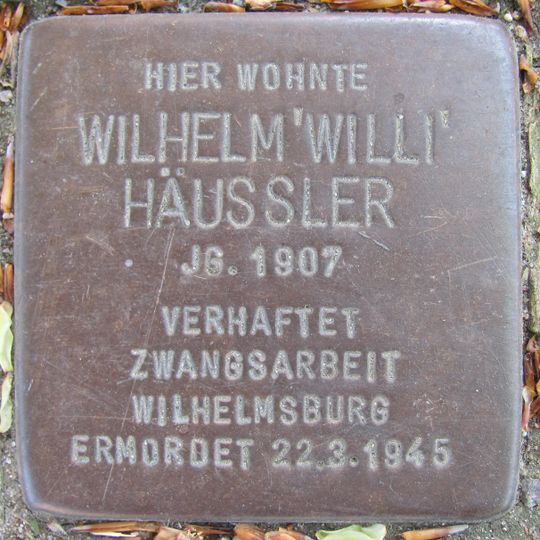 HIER WOHNTE
WILHELM 'WILLI'
HÄUSSLER
JG. 1907
VERHAFTET
ZWANGSARBEIT
WILHELMSBURG
ERMORDET 22.3.1945